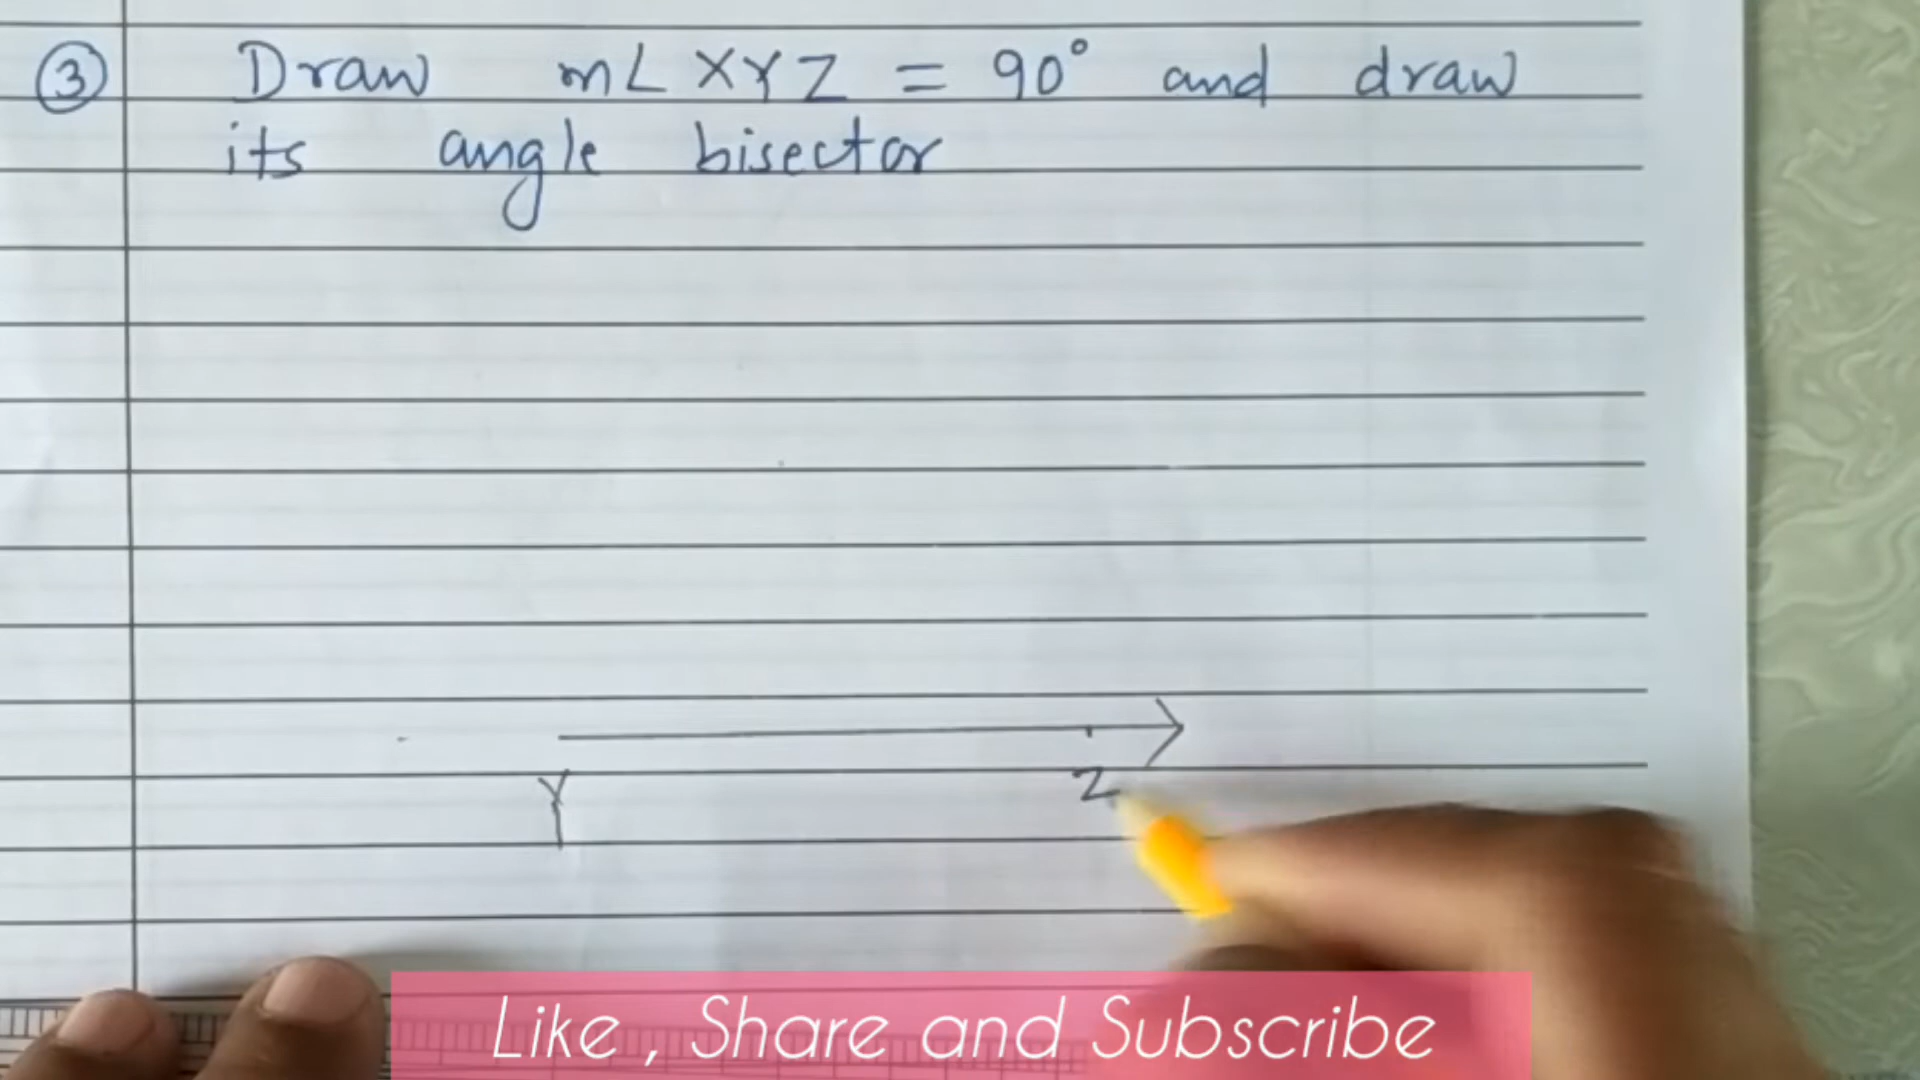 3 Draw m∠XYZ = 90° and draw
its angle bisector
Y Z
Like, Share and Subscribe